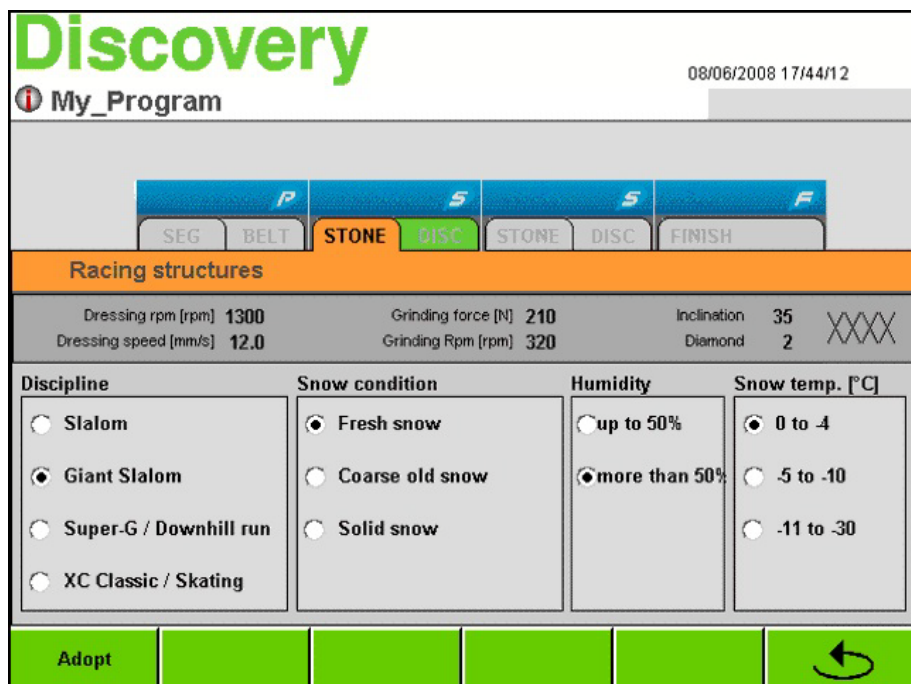 Discovery
08/06/2008 17/44/12
i My_Program
P S S F
SEG BELT STONE DISC STONE DISC FINISH
Racing structures
Dressing rpm [rpm] 1300 Grinding force [N] 210 Inclination 35
Dressing speed [mm/s] 12.0 Grinding Rpm [rpm] 320 Diamond 2
Discipline Snow condition Humidity Snow temp. [°C]
Slalom Fresh snow up to 50% 0 to -4
Giant Slalom Coarse old snow more than 50% -5 to -10
Super-G / Downhill run Solid snow -11 to -30
XC Classic / Skating
Adopt